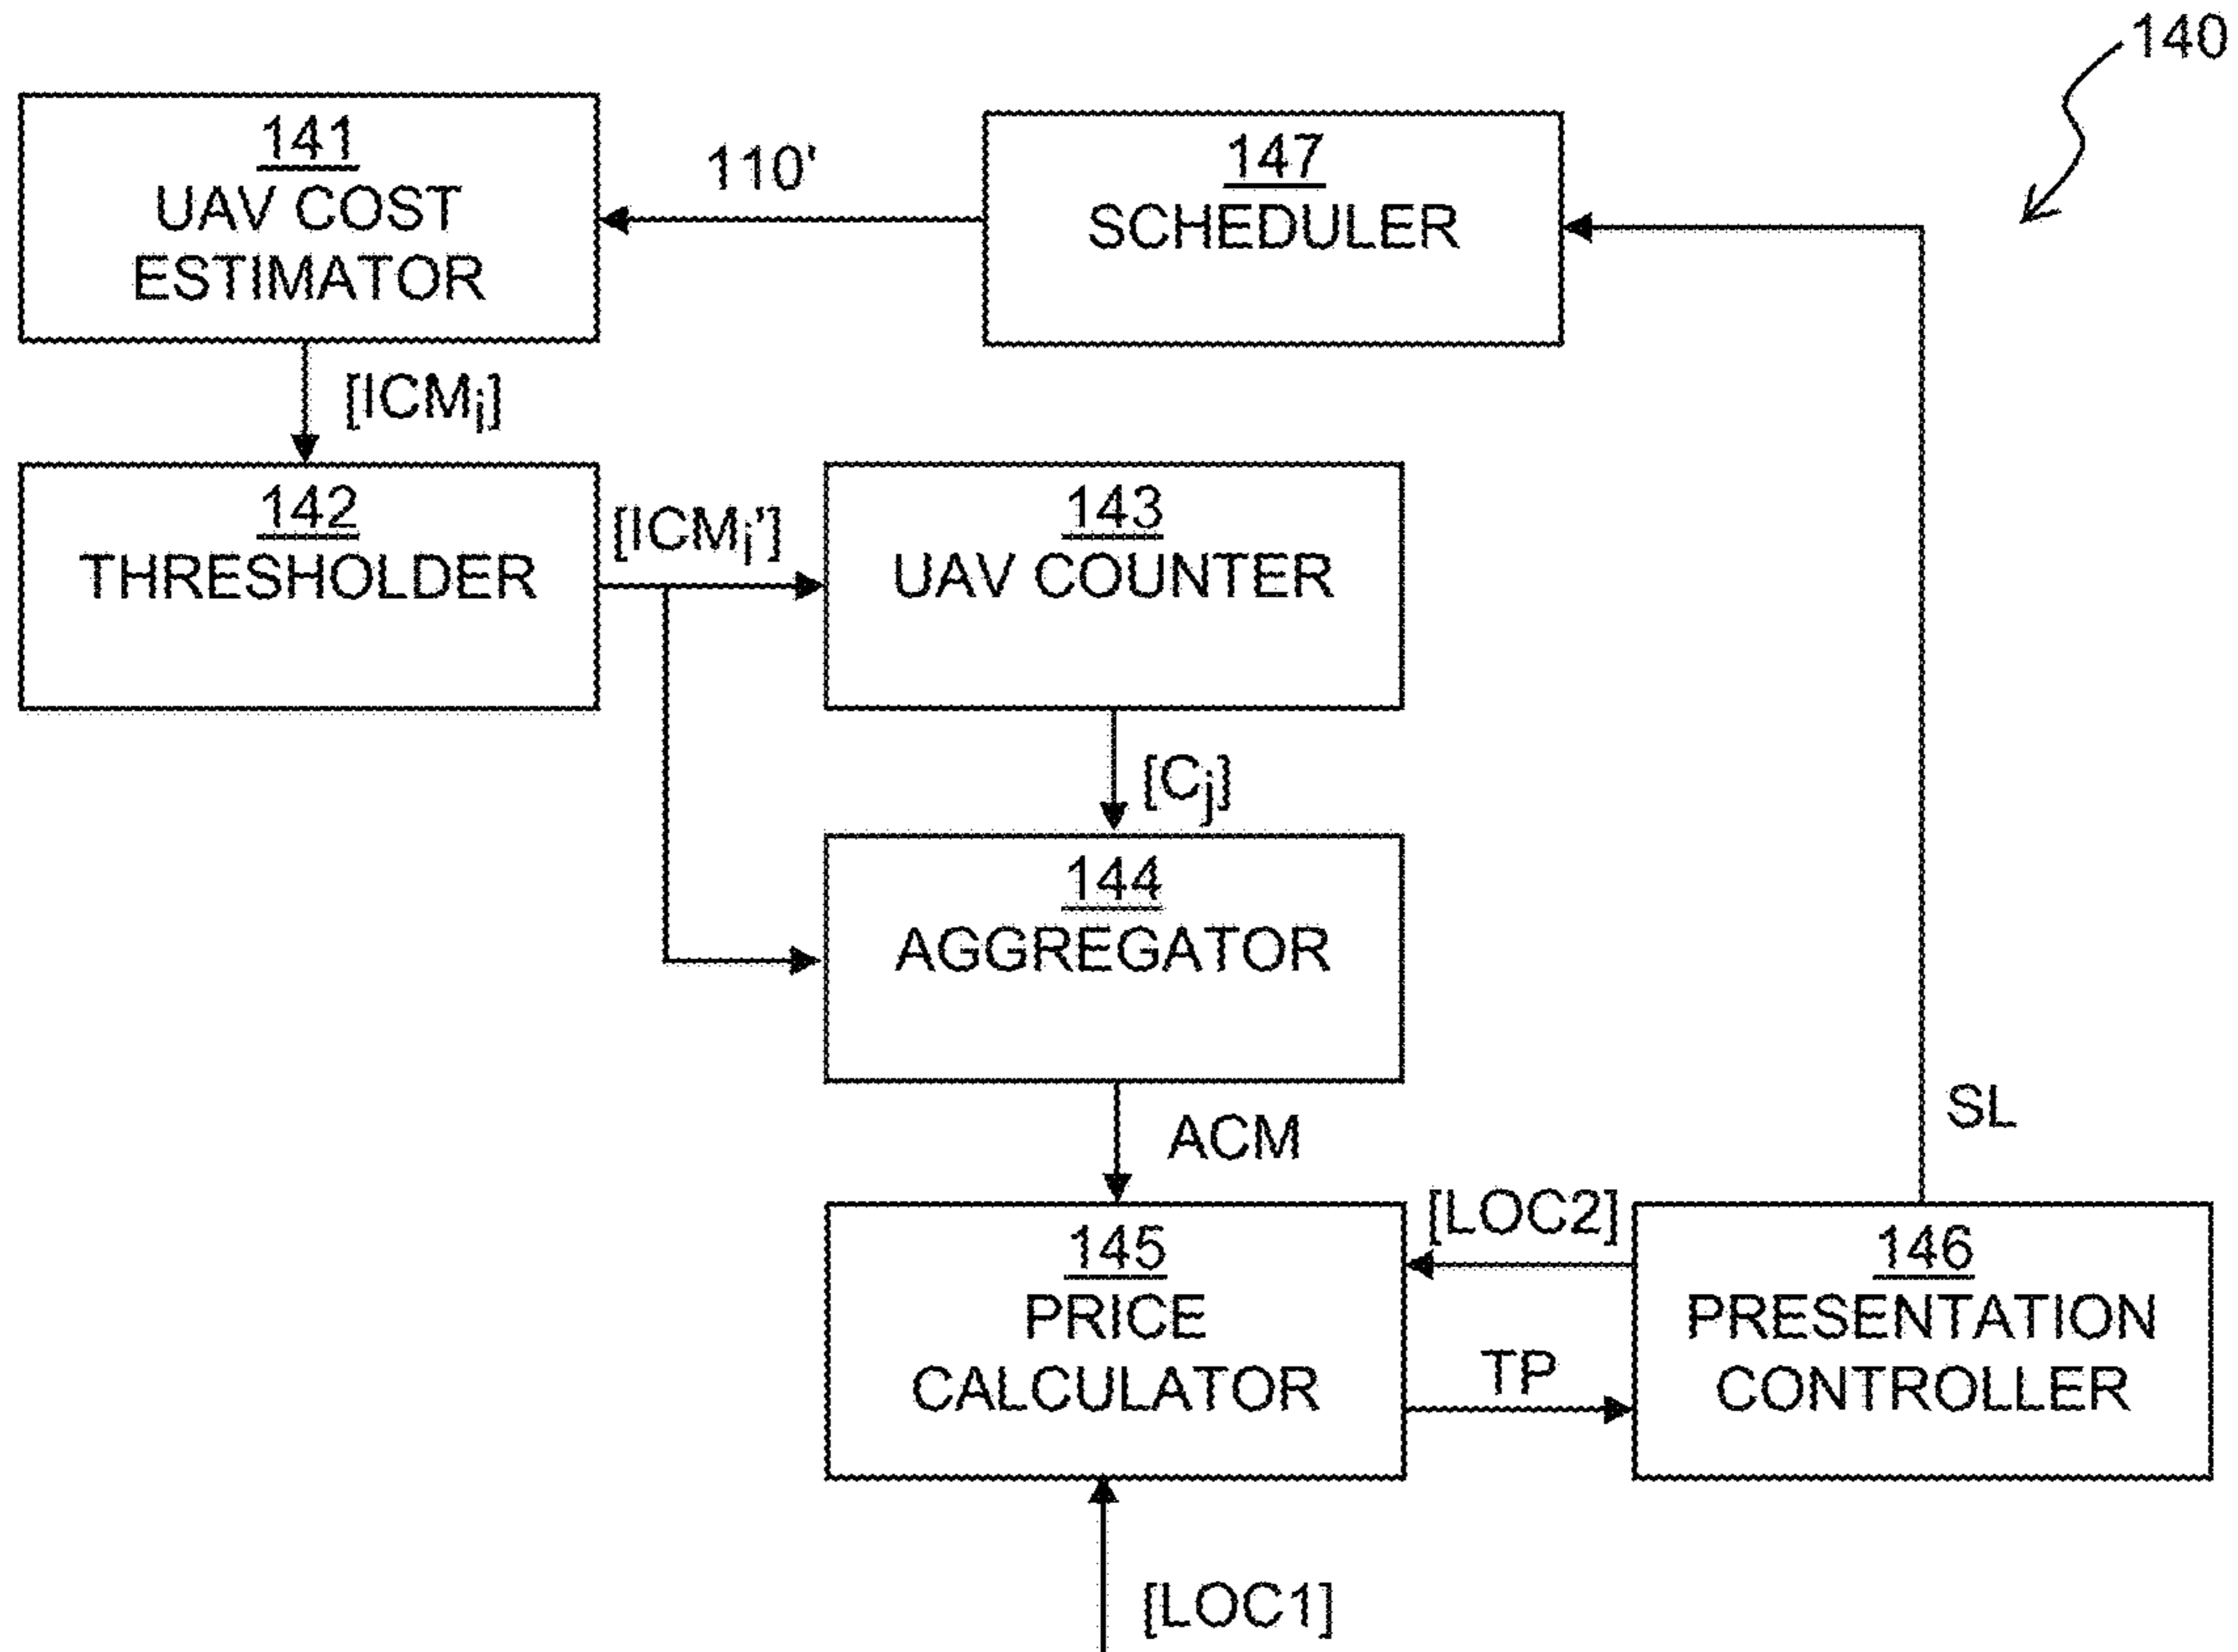 140
141
UAV COST
ESTIMATOR
110'
147
SCHEDULER
[ICMi]
142
THRESHOLDER
[ICMi']
143
UAV COUNTER
[Cj]
144
AGGREGATOR
ACM
SL
145
PRICE
CALCULATOR
[LOC2]
TP
146
PRESENTATION
CONTROLLER
[LOC1]